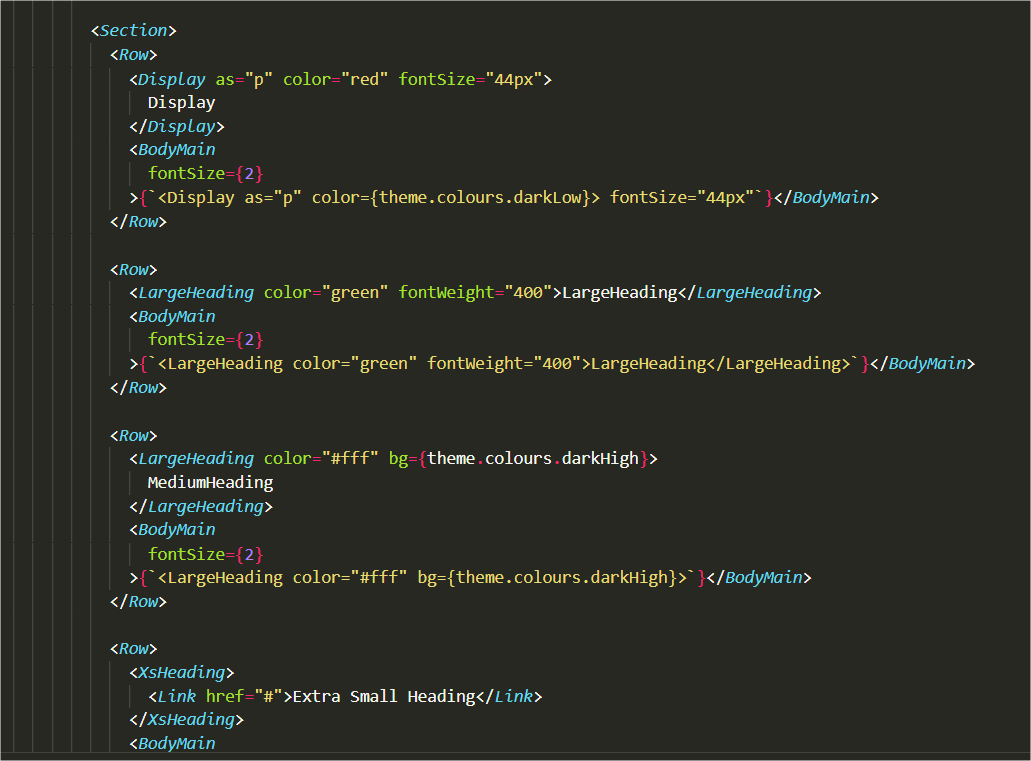 <Section>
<Row>
<Display as="p" color="red" fontSize="44px">
Display
</Display>
<BodyMain
fontSize={2}
>{`<Display as="p" color={theme.colours.darkLow}> fontSize="44px"`}</BodyMain>
</Row>
<Row>
<LargeHeading color="green" fontWeight="400">LargeHeading</LargeHeading>
<BodyMain
fontSize={2}
>{`<LargeHeading color="green" fontWeight="400">LargeHeading</LargeHeading>`}</BodyMain>
</Row>
<Row>
<LargeHeading color="#fff" bg={theme.colours.darkHigh}>
MediumHeading
</LargeHeading>
<BodyMain
fontSize={2}
>{`<LargeHeading color="#fff" bg={theme.colours.darkHigh}>`}</BodyMain>
</Row>
<Row>
<XsHeading>
<Link href="#">Extra Small Heading</Link>
</XsHeading>
<BodyMain